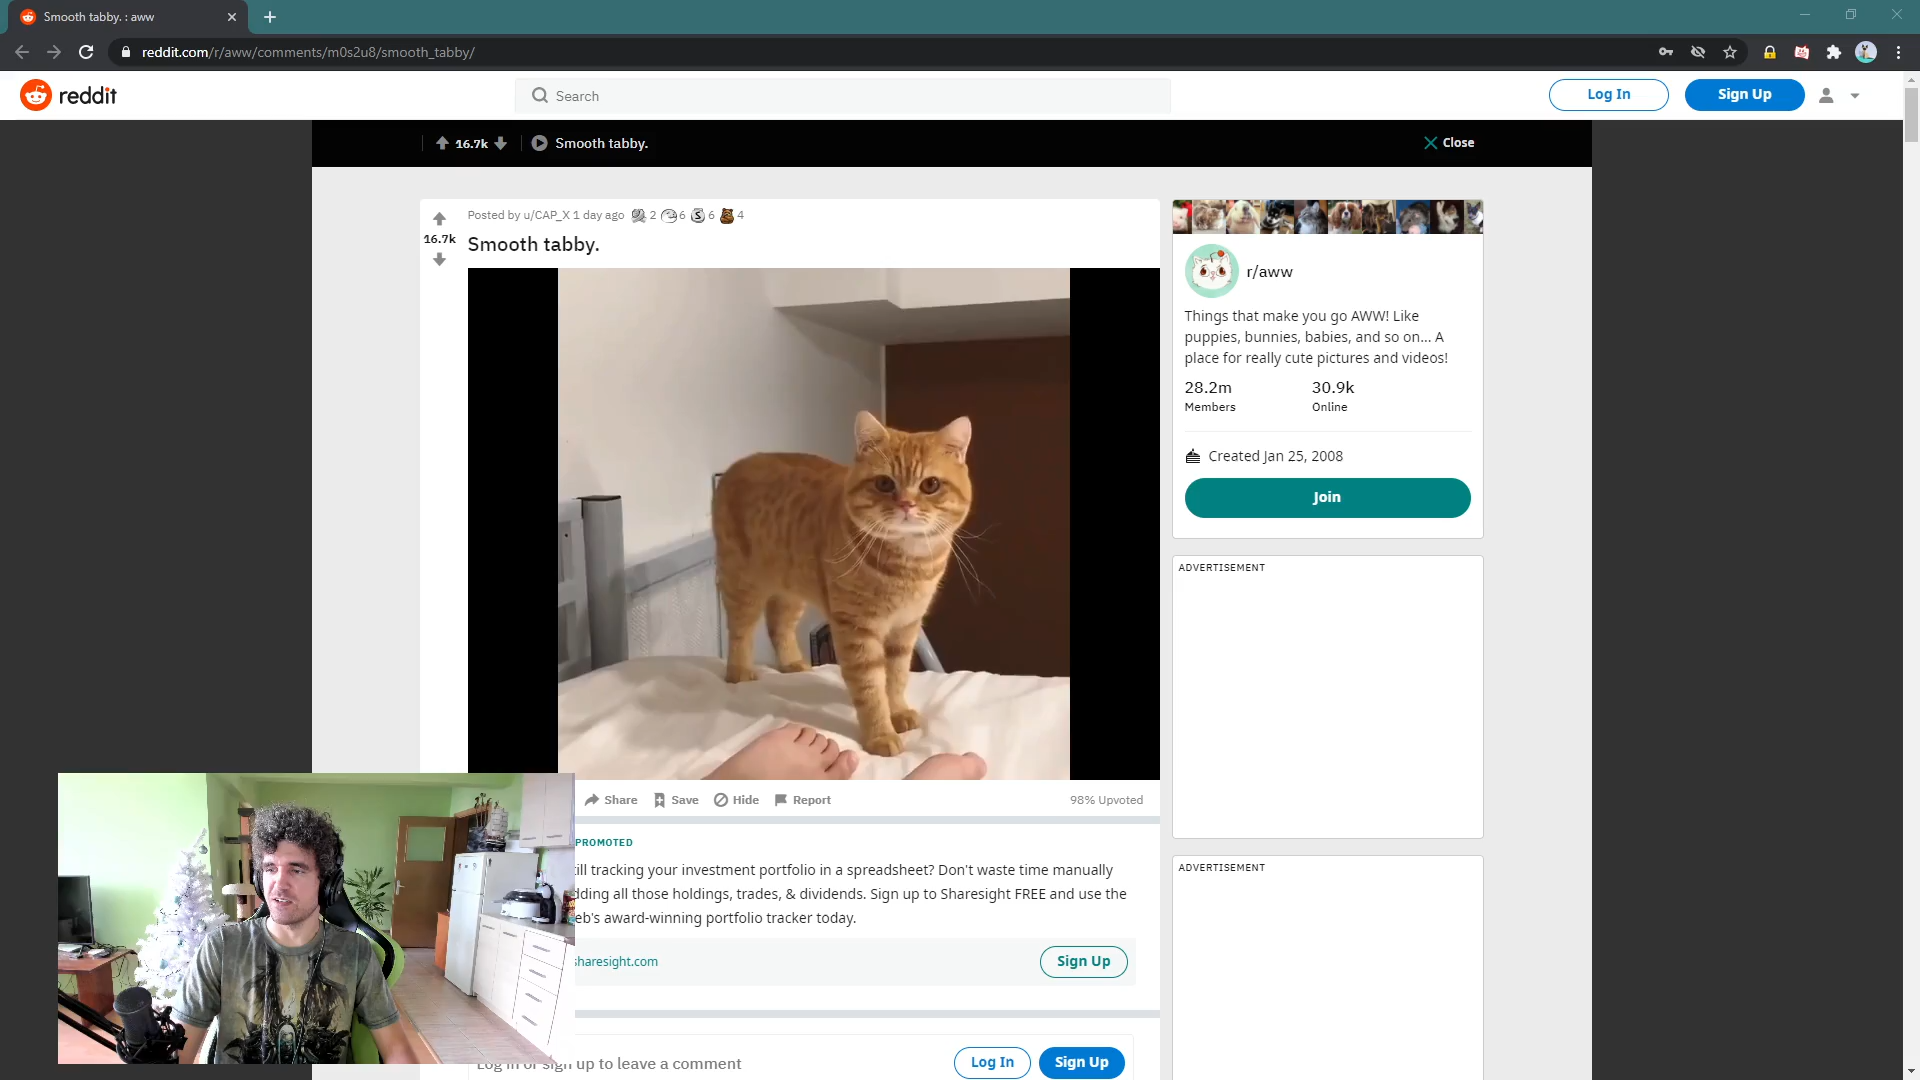 Smooth tabby. : aww
reddit.com/r/aww/comments/m0s2u8/smooth_tabby/
reddit
Search
Log In
Sign Up
16.7k
Smooth tabby.
Close
Posted by u/CAP_X 1 day ago 2 6 6 4
16.7k
Smooth tabby.
Share
Save
Hide
Report
98% Upvoted
PROMOTED
ill tracking your investment portfolio in a spreadsheet? Don't waste time manually
dding all those holdings, trades, & dividends. Sign up to Sharesight FREE and use the
eb's award-winning portfolio tracker today.
sharesight.com
Sign Up
Log in or sign up to leave a comment
Log In
Sign Up
r/aww
Things that make you go AWW! Like
puppies, bunnies, babies, and so on... A
place for really cute pictures and videos!
28.2m
Members
30.9k
Online
Created Jan 25, 2008
Join
ADVERTISEMENT
ADVERTISEMENT